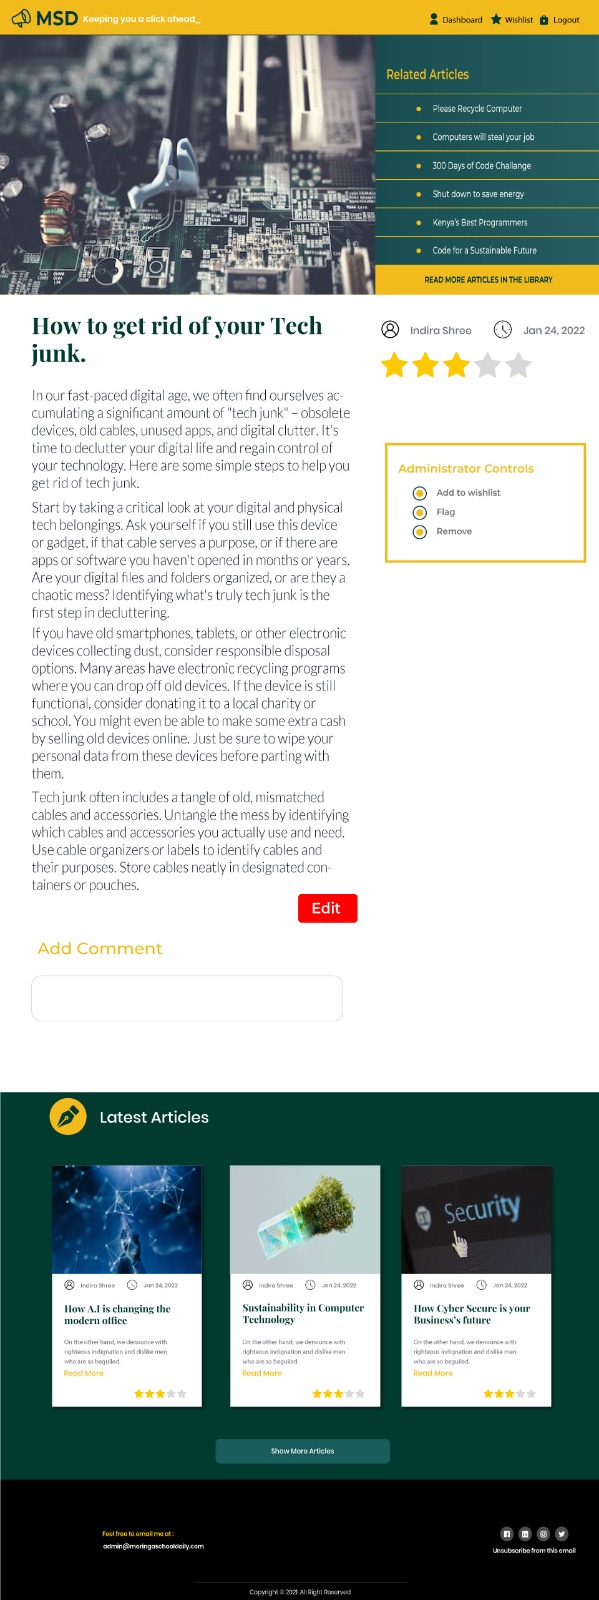 MSD Keeping you a click ahead_
Dashboard Wishlist Logout
Related Articles
Please Recycle Computer
Computers will steal your job
300 Days of Code Challange
Shut down to save energy
Kenya's Best Programmers
Code for a Sustainable Future
READ MORE ARTICLES IN THE LIBRARY
How to get rid of your Tech
junk.
Indira Shree Jan 24, 2022
In our fast-paced digital age, we often find ourselves ac-
cumulating a significant amount of "tech junk" – obsolete
devices, old cables, unused apps, and digital clutter. It's
time to declutter your digital life and regain control of
your technology. Here are some simple steps to help you
get rid of tech junk.
Start by taking a critical look at your digital and physical
tech belongings. Ask yourself if you still use this device
or gadget, if that cable serves a purpose, or if there are
apps or software you haven't opened in months or years.
Are your digital files and folders organized, or are they a
chaotic mess? Identifying what's truly tech junk is the
first step in decluttering.
If you have old smartphones, tablets, or other electronic
devices collecting dust, consider responsible disposal
options. Many areas have electronic recycling programs
where you can drop off old devices. If the device is still
functional, consider donating it to a local charity or
school. You might even be able to make some extra cash
by selling old devices online. Just be sure to wipe your
personal data from these devices before parting with
them.
Tech junk often includes a tangle of old, mismatched
cables and accessories. Untangle the mess by identifying
which cables and accessories you actually use and need.
Use cable organizers or labels to identify cables and
their purposes. Store cables neatly in designated con-
tainers or pouches.
Administrator Controls
Add to wishlist
Flag
Remove
Edit
Add Comment
Latest Articles
Indira Shree Jan 24, 2022
How A.I is changing the
modern office
On the other hand, we denounce with
righteous indignation and dislike men
who are so beguiled.
Read More
Indira Shree Jan 24, 2022
Sustainability in Computer
Technology
On the other hand, we denounce with
righteous indignation and dislike men
who are so beguiled.
Read More
Security
Indira Shree Jan 24, 2022
How Cyber Secure is your
Business's future
On the other hand, we denounce with
righteous indignation and dislike men
who are so beguiled.
Read More
Show More Articles
Feel free to email me at :
admin@moringaschooldaily.com
Unsubscribe from this email
Copyright © 2021. All Right Reserved